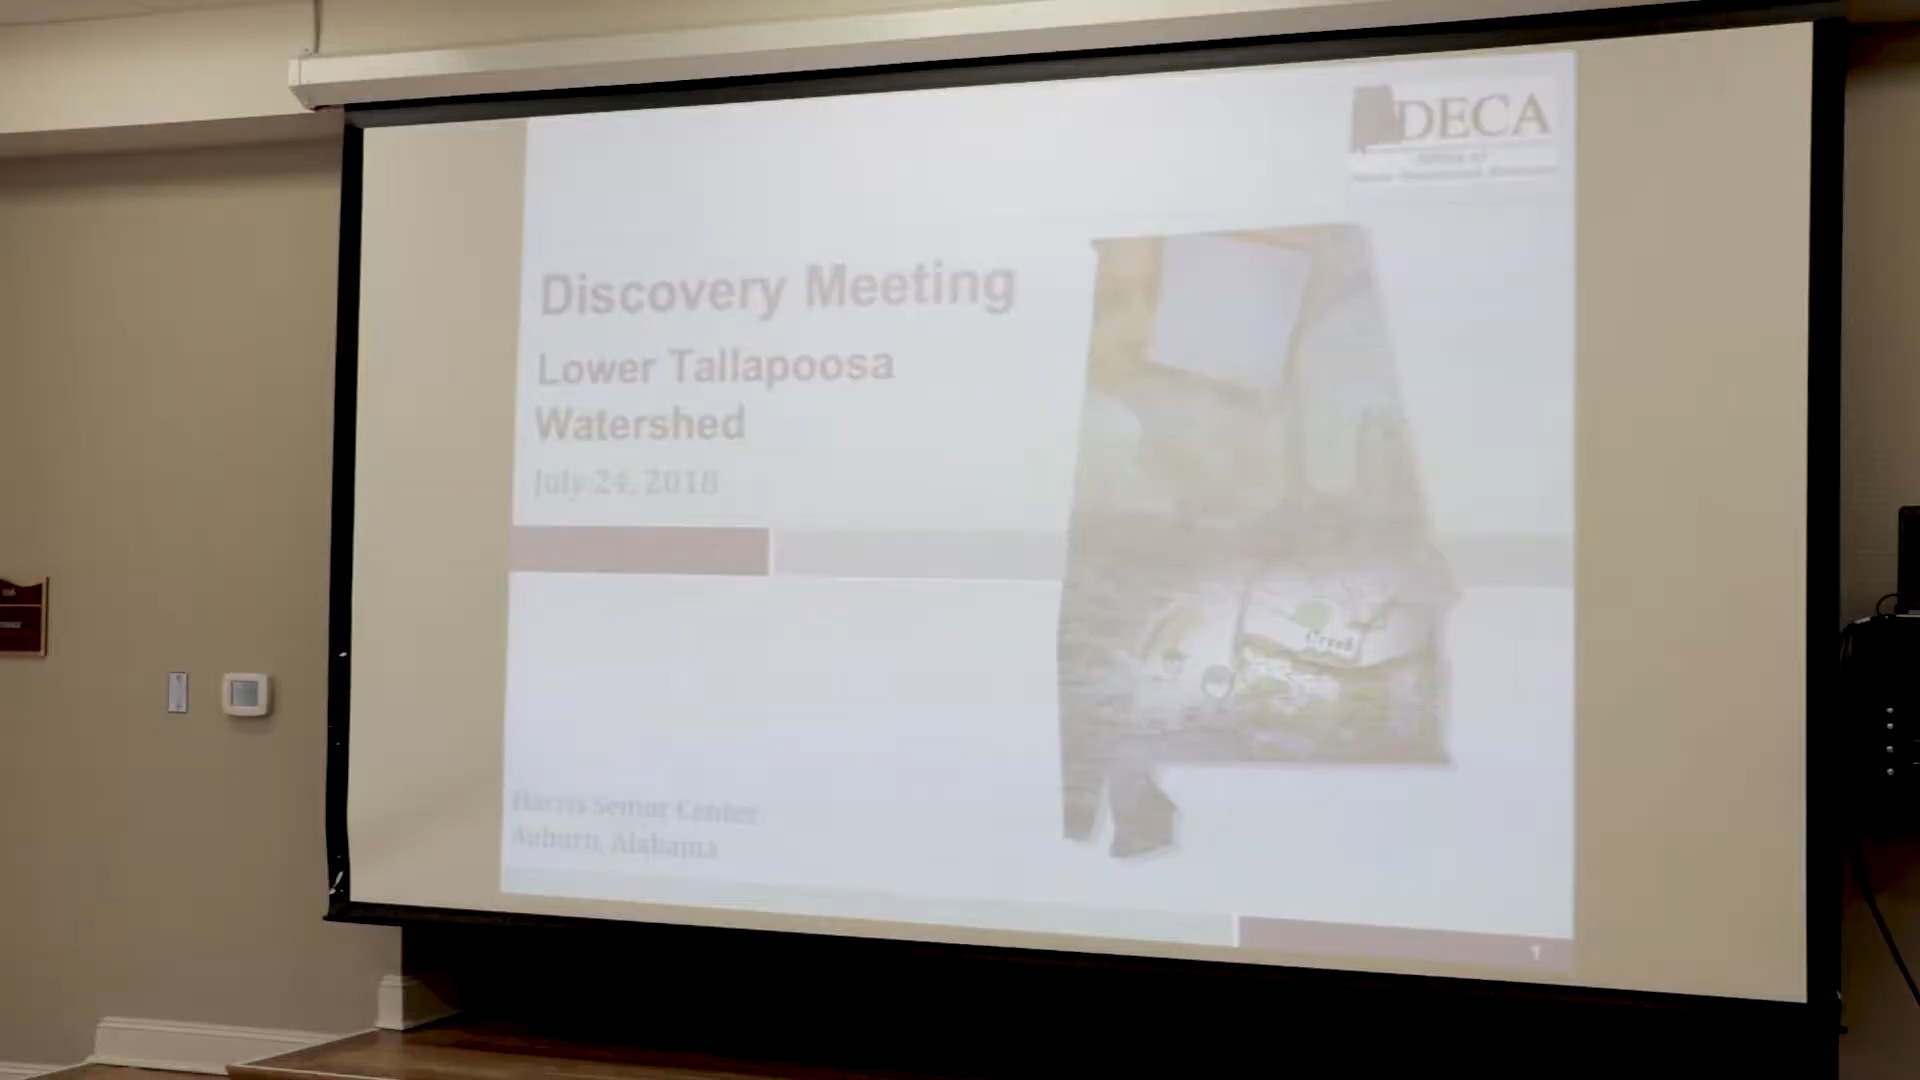 DECA
Discovery Meeting
Lower Tallapoosa
Watershed
July 24, 2018
Creek
Harris Senior Center
Auburn, Alabama